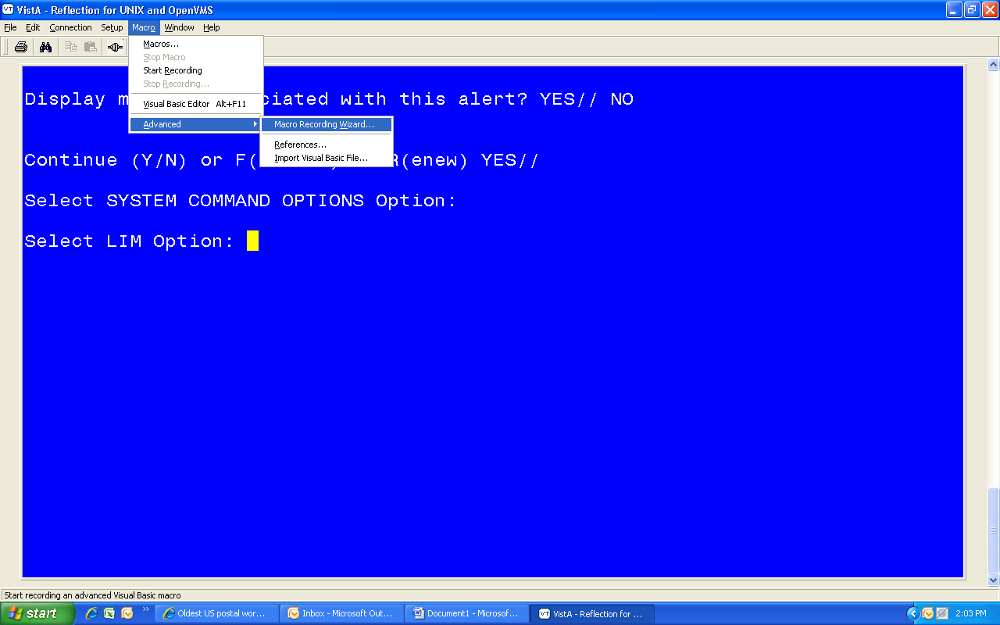 VT VistA - Reflection for UNIX and OpenVMS
File Edit Connection Setup Macro Window Help
Macros...
Stop Macro
Start Recording
Stop Recording...
Visual Basic Editor Alt+F11
Advanced
Macro Recording Wizard...
References...
Import Visual Basic File...
Display m ciated with this alert? YES// NO
Continue (Y/N) or F( R(enew) YES//
Select SYSTEM COMMAND OPTIONS Option:
Select LIM Option:
Start recording an advanced Visual Basic macro
start
Oldest US postal wor...
Inbox - Microsoft Out...
Document1 - Microsof...
VT VistA - Reflection for ...
2:03 PM